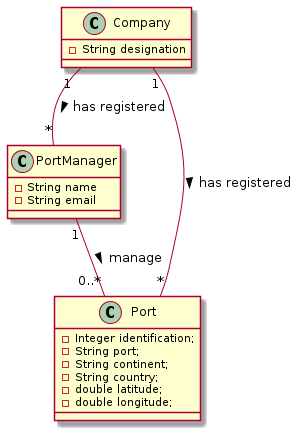 C Company
String designation
1
1
has registered
*
C PortManager
String name
String email
has registered
1
manage
0..*
*
C Port
Integer identification;
String port;
String continent;
String country;
double latitude;
double longitude;